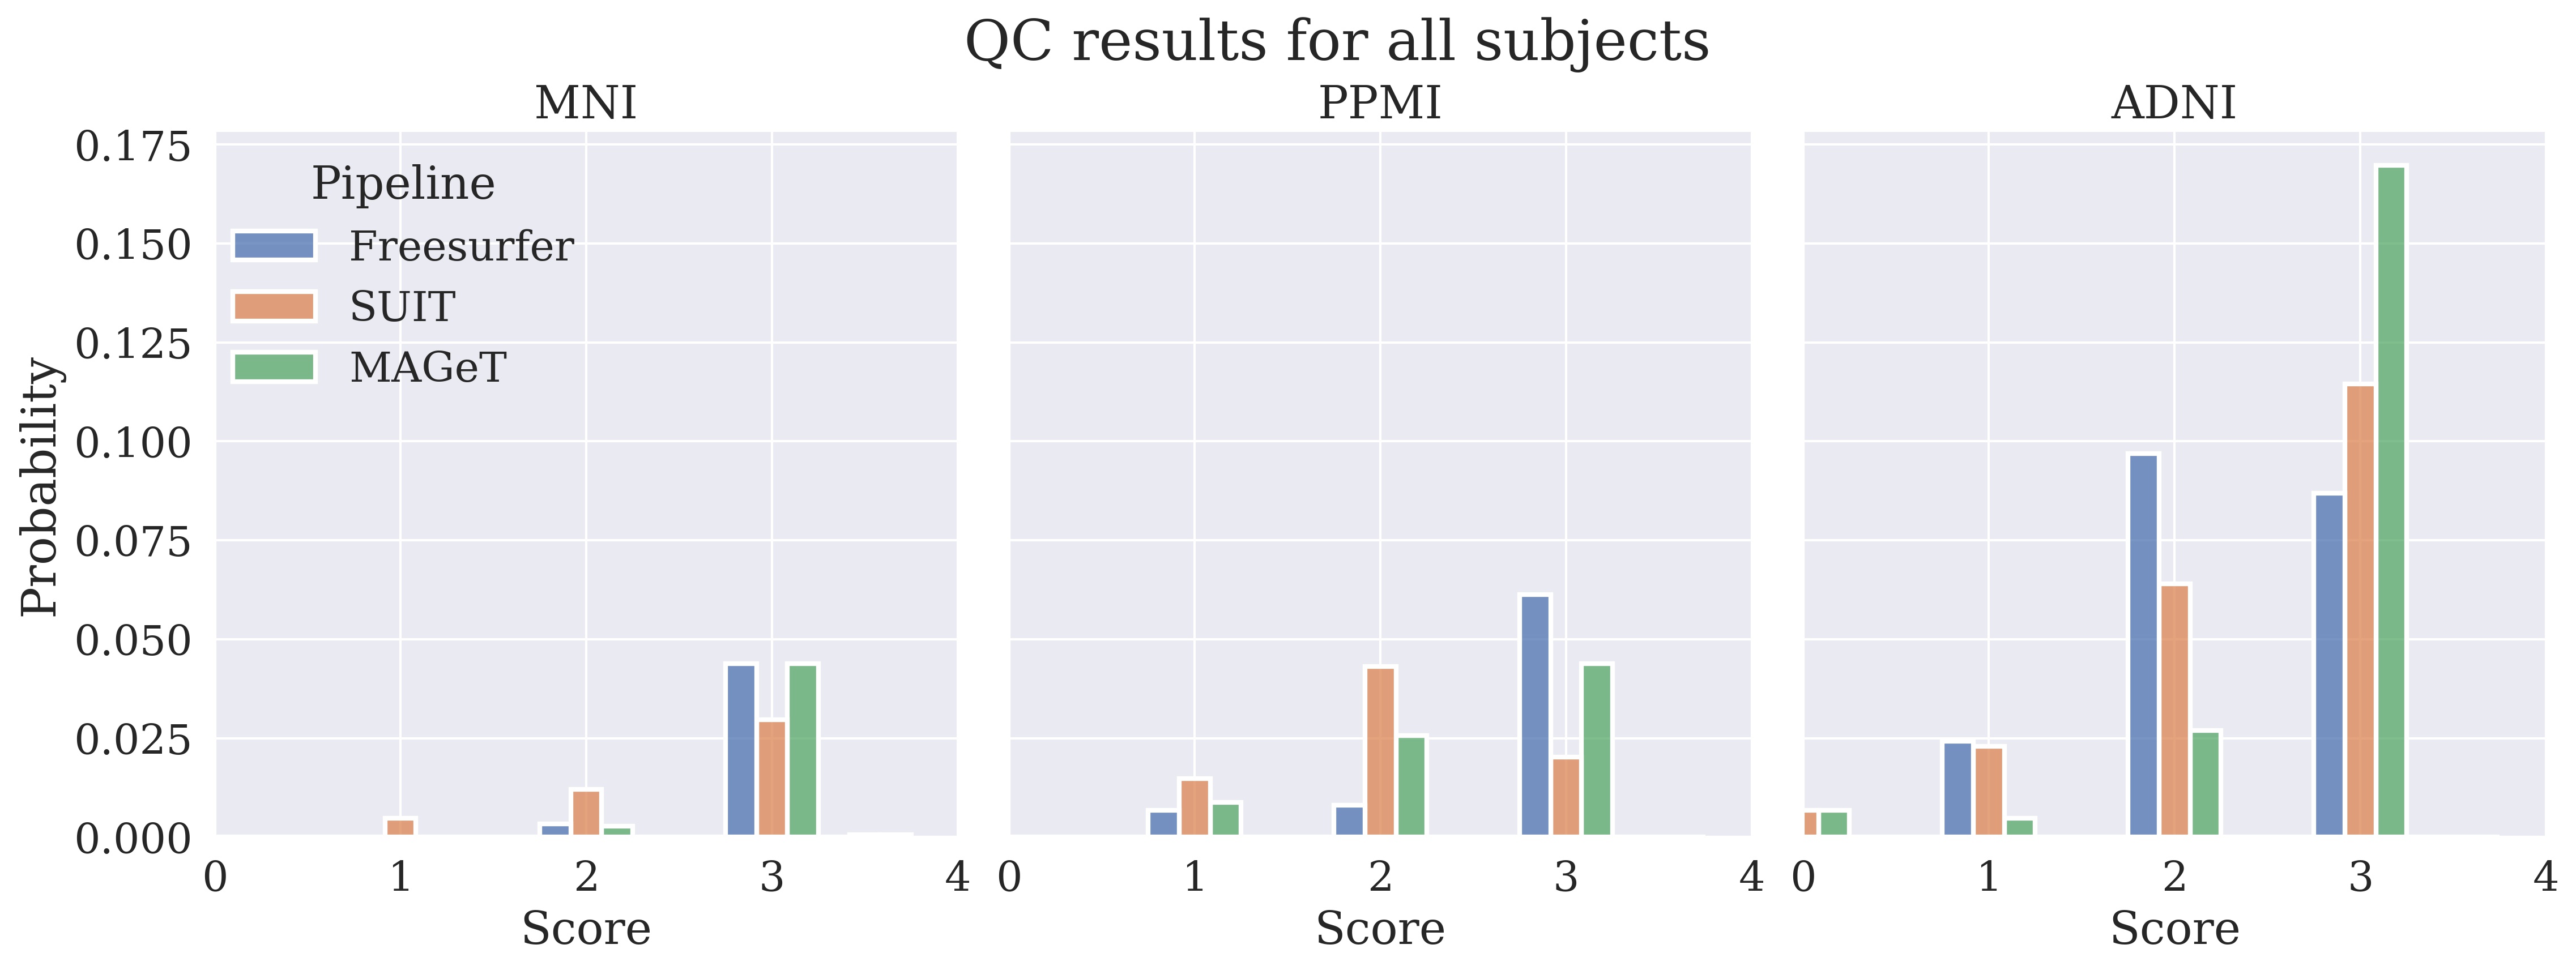 QC results for all subjects
MNI
PPMI
ADNI
Probability
0.175
0.150
0.125
0.100
0.075
0.050
0.025
0.000
Pipeline
Freesurfer
SUIT
MAGeT
0 1 2 3 4
0 1 2 3 4
0 1 2 3 4
Score
Score
Score